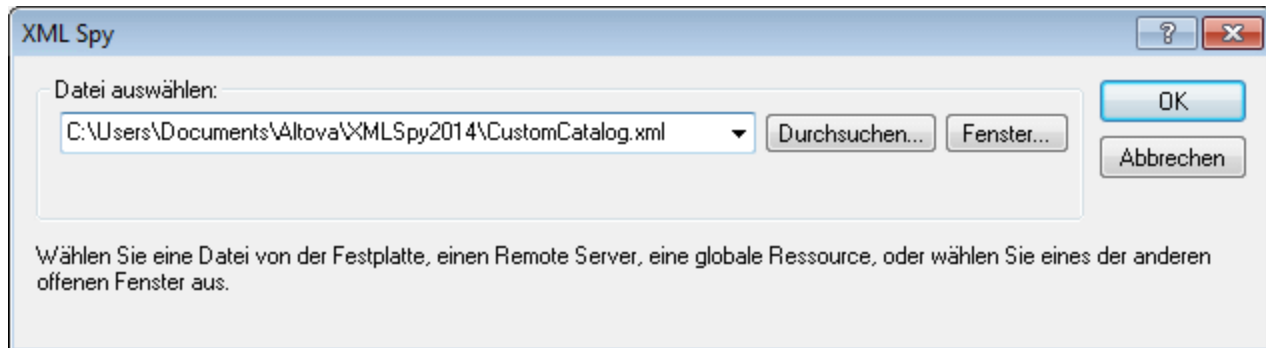 XML Spy
Datei auswählen:
C:\Users\Documents\Altova\XMLSpy2014\CustomCatalog.xml
Durchsuchen...
Fenster...
OK
Abbrechen
Wählen Sie eine Datei von der Festplatte, einen Remote Server, eine globale Ressource, oder wählen Sie eines der anderen
offenen Fenster aus.